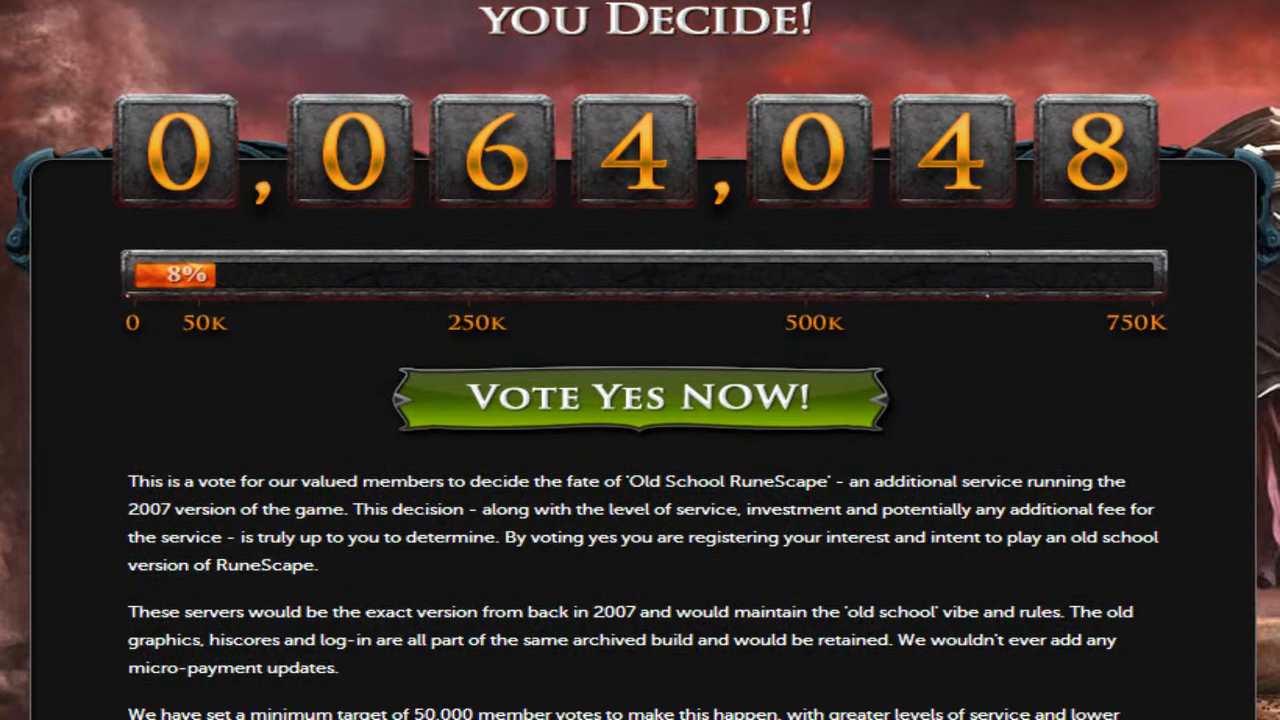 YOU DECIDE!
0,064,048
8%
0 50K 250K 500K 750K
VOTE YES NOW!
This is a vote for our valued members to decide the fate of 'Old School RuneScape' - an additional service running the
2007 version of the game. This decision - along with the level of service, investment and potentially any additional fee for
the service - is truly up to you to determine. By voting yes you are registering your interest and intent to play an old school
version of RuneScape.
These servers would be the exact version from back in 2007 and would maintain the 'old school' vibe and rules. The old
graphics, hiscores and log-in are all part of the same archived build and would be retained. We wouldn't ever add any
micro-payment updates.
We have set a minimum target of 50,000 member votes to make this happen, with greater levels of service and lower